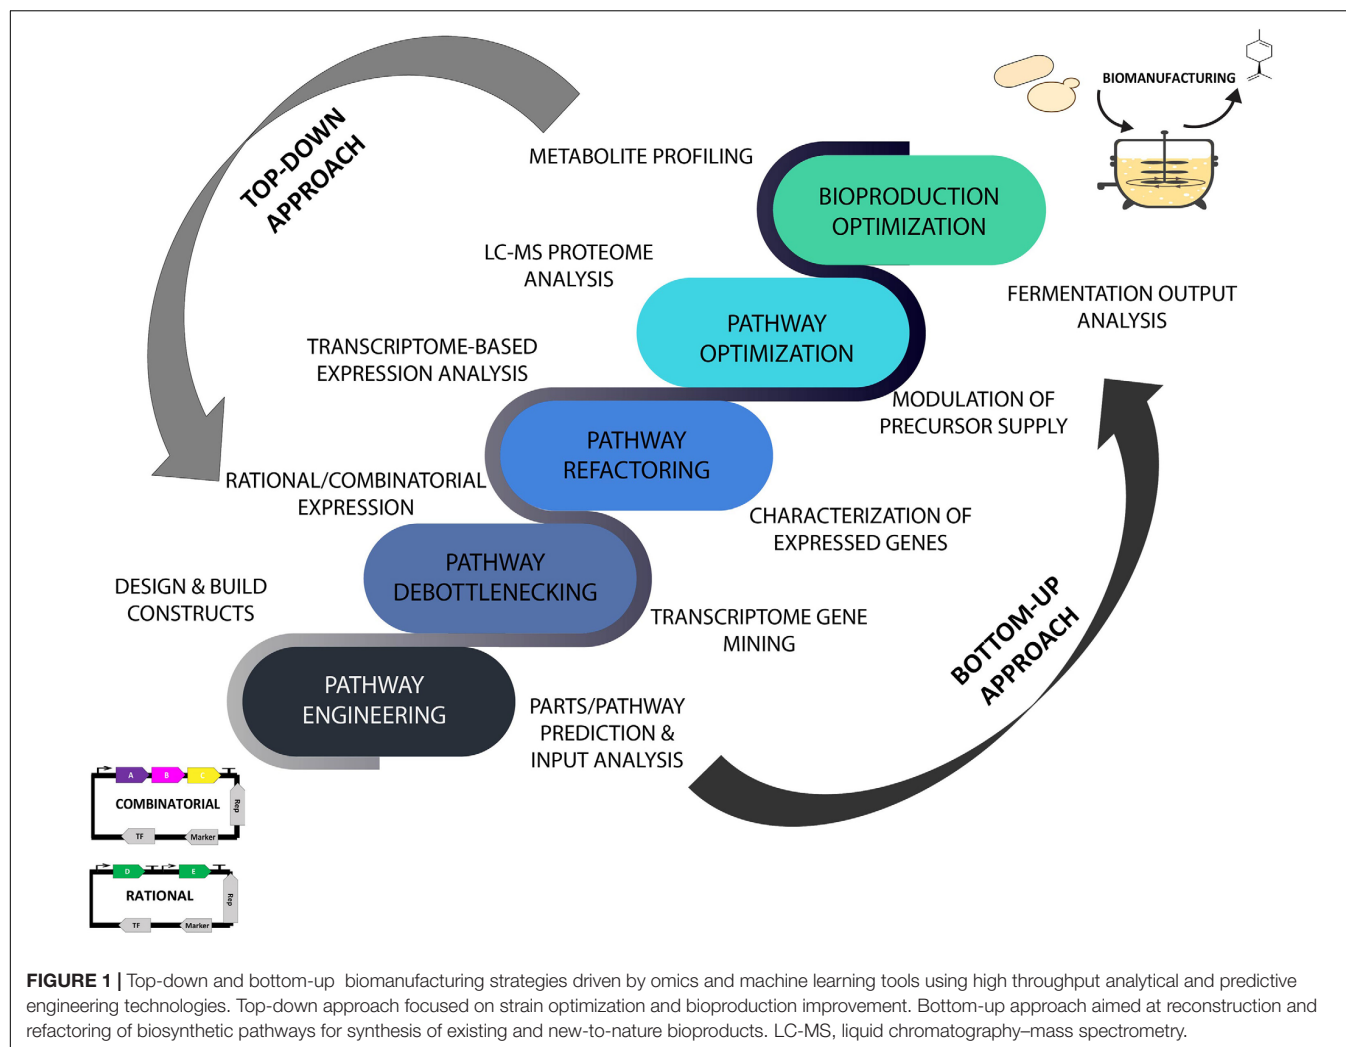 BIOMANUFACTURING
TOP-DOWN
APPROACH
METABOLITE PROFILING
BIOPRODUCTION
OPTIMIZATION
LC-MS PROTEOME
ANALYSIS
FERMENTATION OUTPUT
ANALYSIS
PATHWAY
OPTIMIZATION
TRANSCRIPTOME-BASED
EXPRESSION ANALYSIS
MODULATION OF
PRECURSOR SUPPLY
PATHWAY
REFACTORING
RATIONAL/COMBINATORIAL
EXPRESSION
CHARACTERIZATION OF
EXPRESSED GENES
PATHWAY
DEBOTTLENECKING
DESIGN & BUILD
CONSTRUCTS
TRANSCRIPTOME GENE
MINING
BOTTOM-UP
APPROACH
PATHWAY
ENGINEERING
PARTS/PATHWAY
PREDICTION &
INPUT ANALYSIS
A B C
COMBINATORIAL
Rep
TF Marker
D E
RATIONAL
Rep
TF Marker
FIGURE 1 | Top-down and bottom-up biomanufacturing strategies driven by omics and machine learning tools using high throughput analytical and predictive
engineering technologies. Top-down approach focused on strain optimization and bioproduction improvement. Bottom-up approach aimed at reconstruction and
refactoring of biosynthetic pathways for synthesis of existing and new-to-nature bioproducts. LC-MS, liquid chromatography–mass spectrometry.